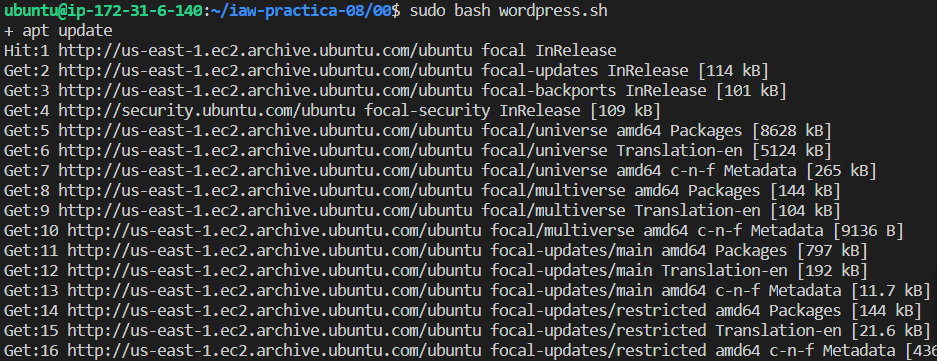 ubuntu@ip-172-31-6-140:~/iaw-practica-08/00$ sudo bash wordpress.sh
+ apt update
Hit:1 http://us-east-1.ec2.archive.ubuntu.com/ubuntu focal InRelease
Get:2 http://us-east-1.ec2.archive.ubuntu.com/ubuntu focal-updates InRelease [114 kB]
Get:3 http://us-east-1.ec2.archive.ubuntu.com/ubuntu focal-backports InRelease [101 kB]
Get:4 http://security.ubuntu.com/ubuntu focal-security InRelease [109 kB]
Get:5 http://us-east-1.ec2.archive.ubuntu.com/ubuntu focal/universe amd64 Packages [8628 kB]
Get:6 http://us-east-1.ec2.archive.ubuntu.com/ubuntu focal/universe Translation-en [5124 kB]
Get:7 http://us-east-1.ec2.archive.ubuntu.com/ubuntu focal/universe amd64 c-n-f Metadata [265 kB]
Get:8 http://us-east-1.ec2.archive.ubuntu.com/ubuntu focal/multiverse amd64 Packages [144 kB]
Get:9 http://us-east-1.ec2.archive.ubuntu.com/ubuntu focal/multiverse Translation-en [104 kB]
Get:10 http://us-east-1.ec2.archive.ubuntu.com/ubuntu focal/multiverse amd64 c-n-f Metadata [9136 B]
Get:11 http://us-east-1.ec2.archive.ubuntu.com/ubuntu focal-updates/main amd64 Packages [797 kB]
Get:12 http://us-east-1.ec2.archive.ubuntu.com/ubuntu focal-updates/main Translation-en [192 kB]
Get:13 http://us-east-1.ec2.archive.ubuntu.com/ubuntu focal-updates/main amd64 c-n-f Metadata [11.7 kB]
Get:14 http://us-east-1.ec2.archive.ubuntu.com/ubuntu focal-updates/restricted amd64 Packages [144 kB]
Get:15 http://us-east-1.ec2.archive.ubuntu.com/ubuntu focal-updates/restricted Translation-en [21.6 kB]
Get:16 http://us-east-1.ec2.archive.ubuntu.com/ubuntu focal-updates/restricted amd64 c-n-f Metadata [436